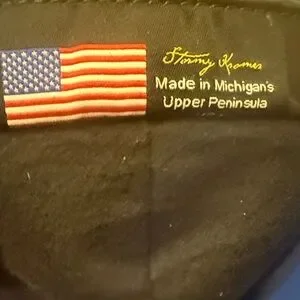 Stormy Kromer
Made in Michigan's
Upper Peninsula